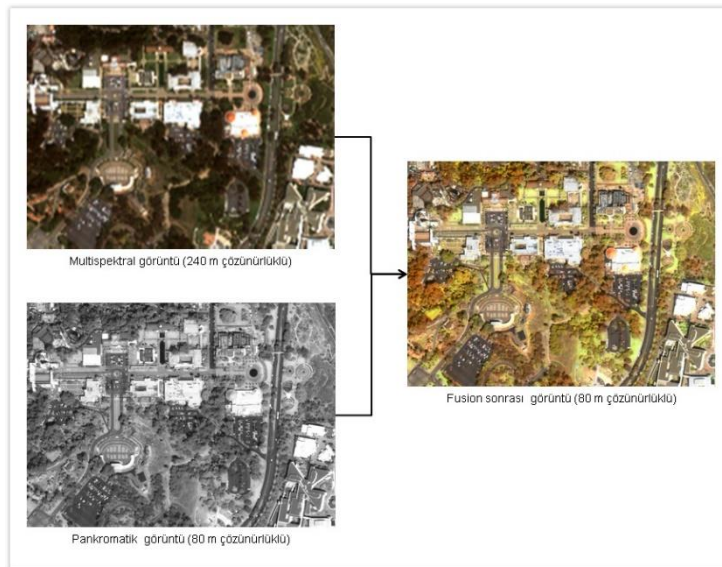 Multispektral görüntü (240 m çözünürlüklü)
Fusion sonrası görüntü (80 m çözünürlüklü)
Pankromatik görüntü (80 m çözünürlüklü)